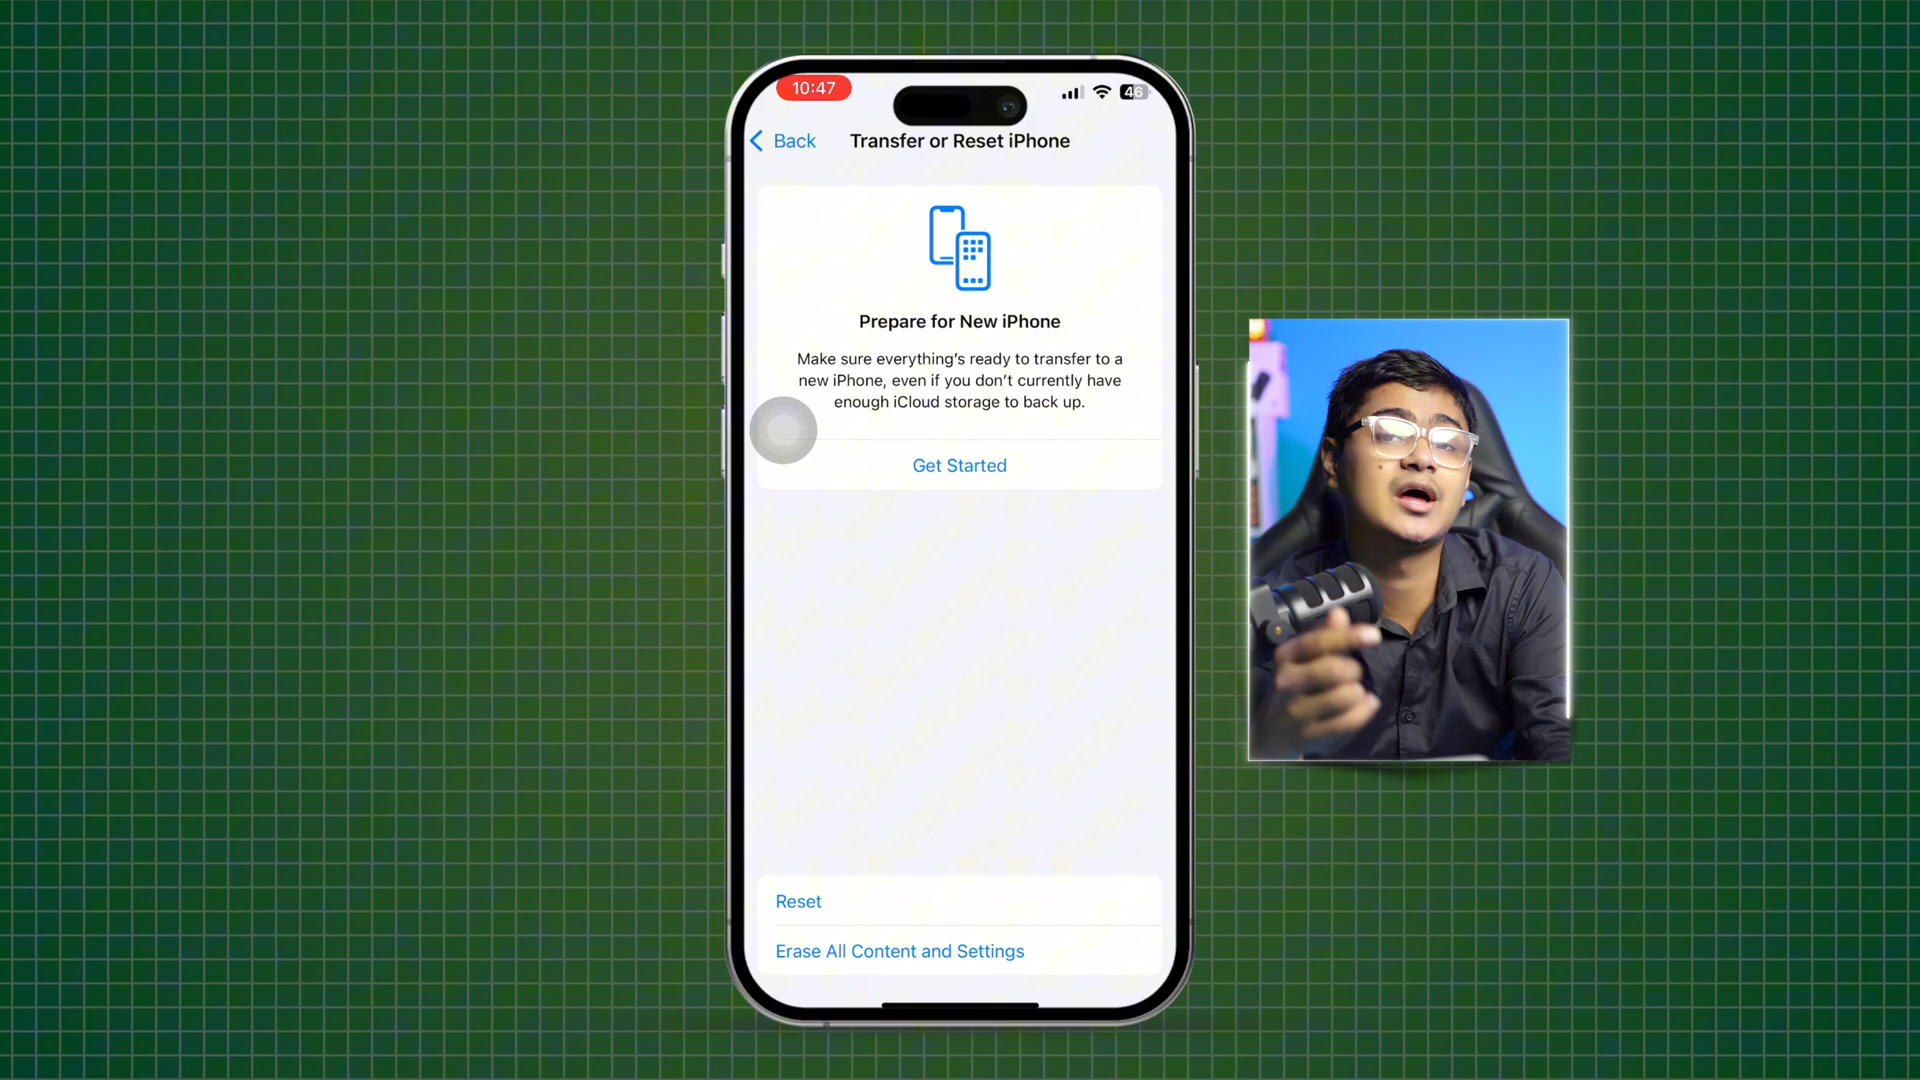 10:47
46
Back
Transfer or Reset iPhone
Prepare for New iPhone
Make sure everything's ready to transfer to a
new iPhone, even if you don't currently have
enough iCloud storage to back up.
Get Started
Reset
Erase All Content and Settings